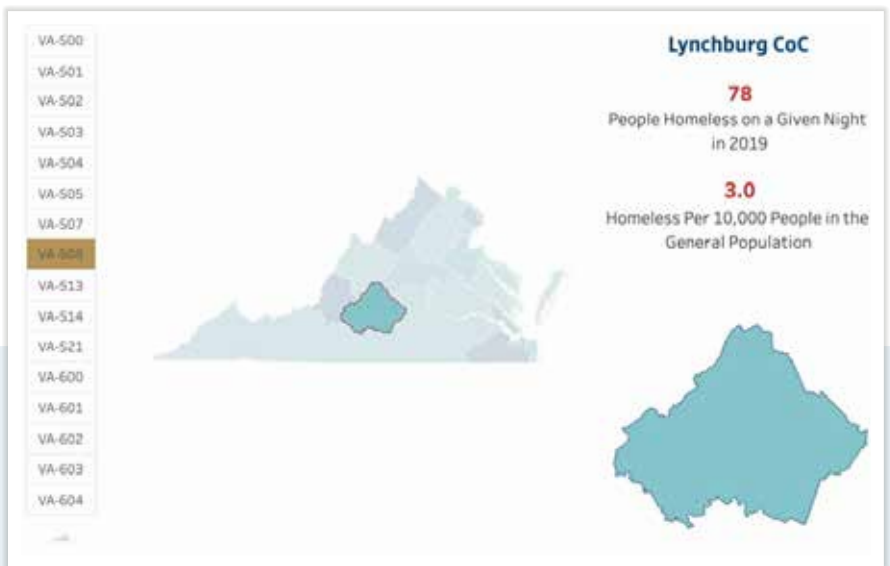 VA-500
VA-501
VA-502
VA-503
VA-504
VA-505
VA-507
VA-508
VA-513
VA-514
VA-521
VA-600
VA-601
VA-602
VA-603
VA-604
Lynchburg CoC
78
People Homeless on a Given Night
in 2019
3.0
Homeless Per 10,000 People in the
General Population